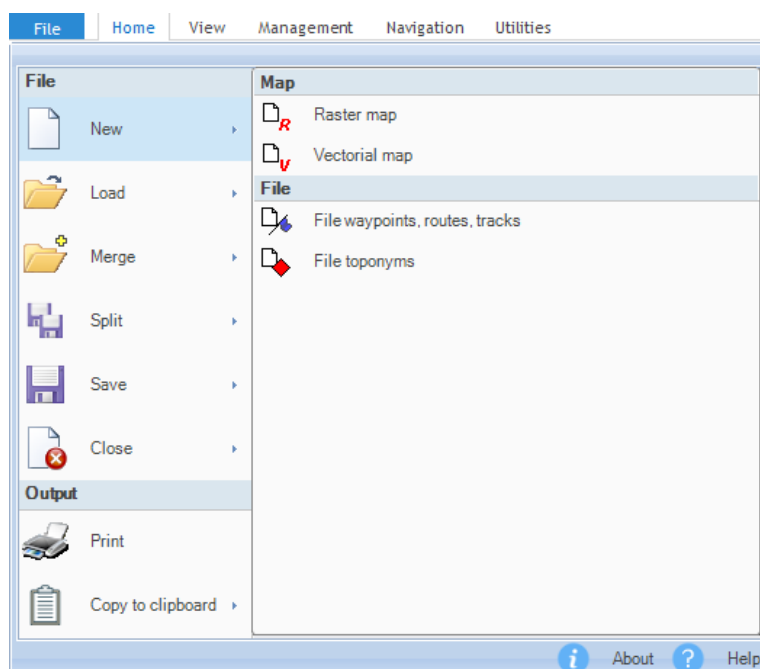 File Home View Management Navigation Utilities
File
New
Load
Merge
Split
Save
Close
Output
Print
Copy to clipboard
Map
R Raster map
V Vectorial map
File
File waypoints, routes, tracks
File toponyms
i About ? Help